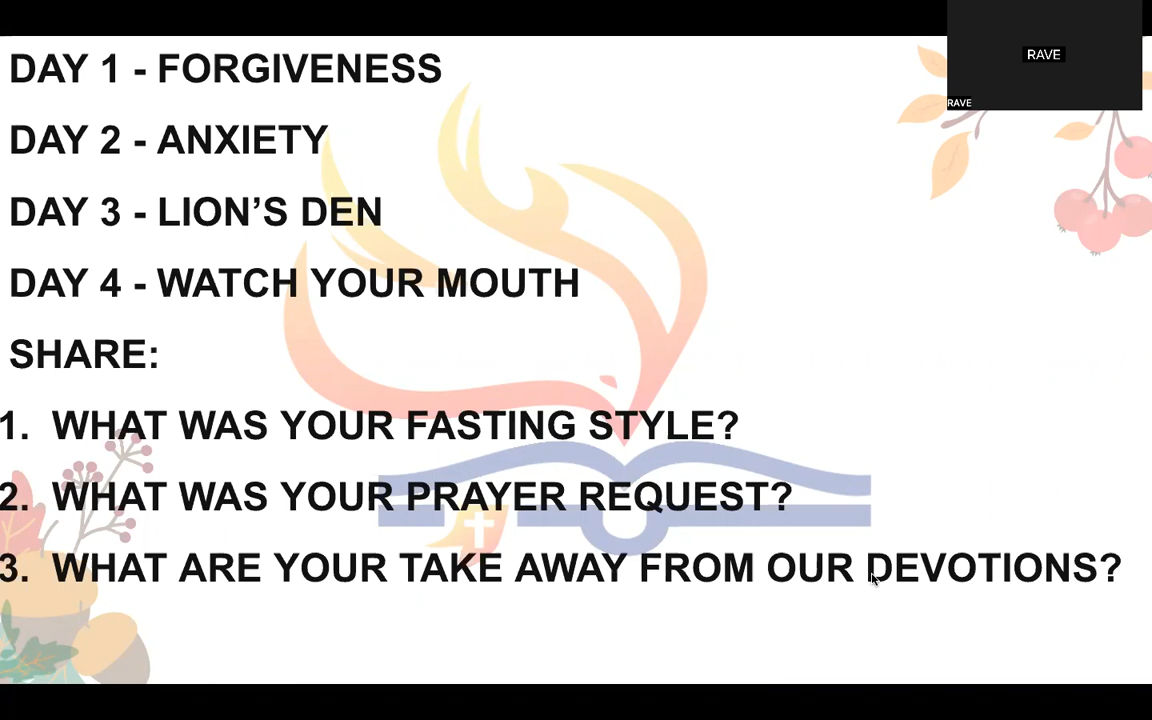 RAVE
RAVE
DAY 1 - FORGIVENESS
DAY 2 - ANXIETY
DAY 3 - LION’S DEN
DAY 4 - WATCH YOUR MOUTH
SHARE:
1. WHAT WAS YOUR FASTING STYLE?
2. WHAT WAS YOUR PRAYER REQUEST?
3. WHAT ARE YOUR TAKE AWAY FROM OUR DEVOTIONS?